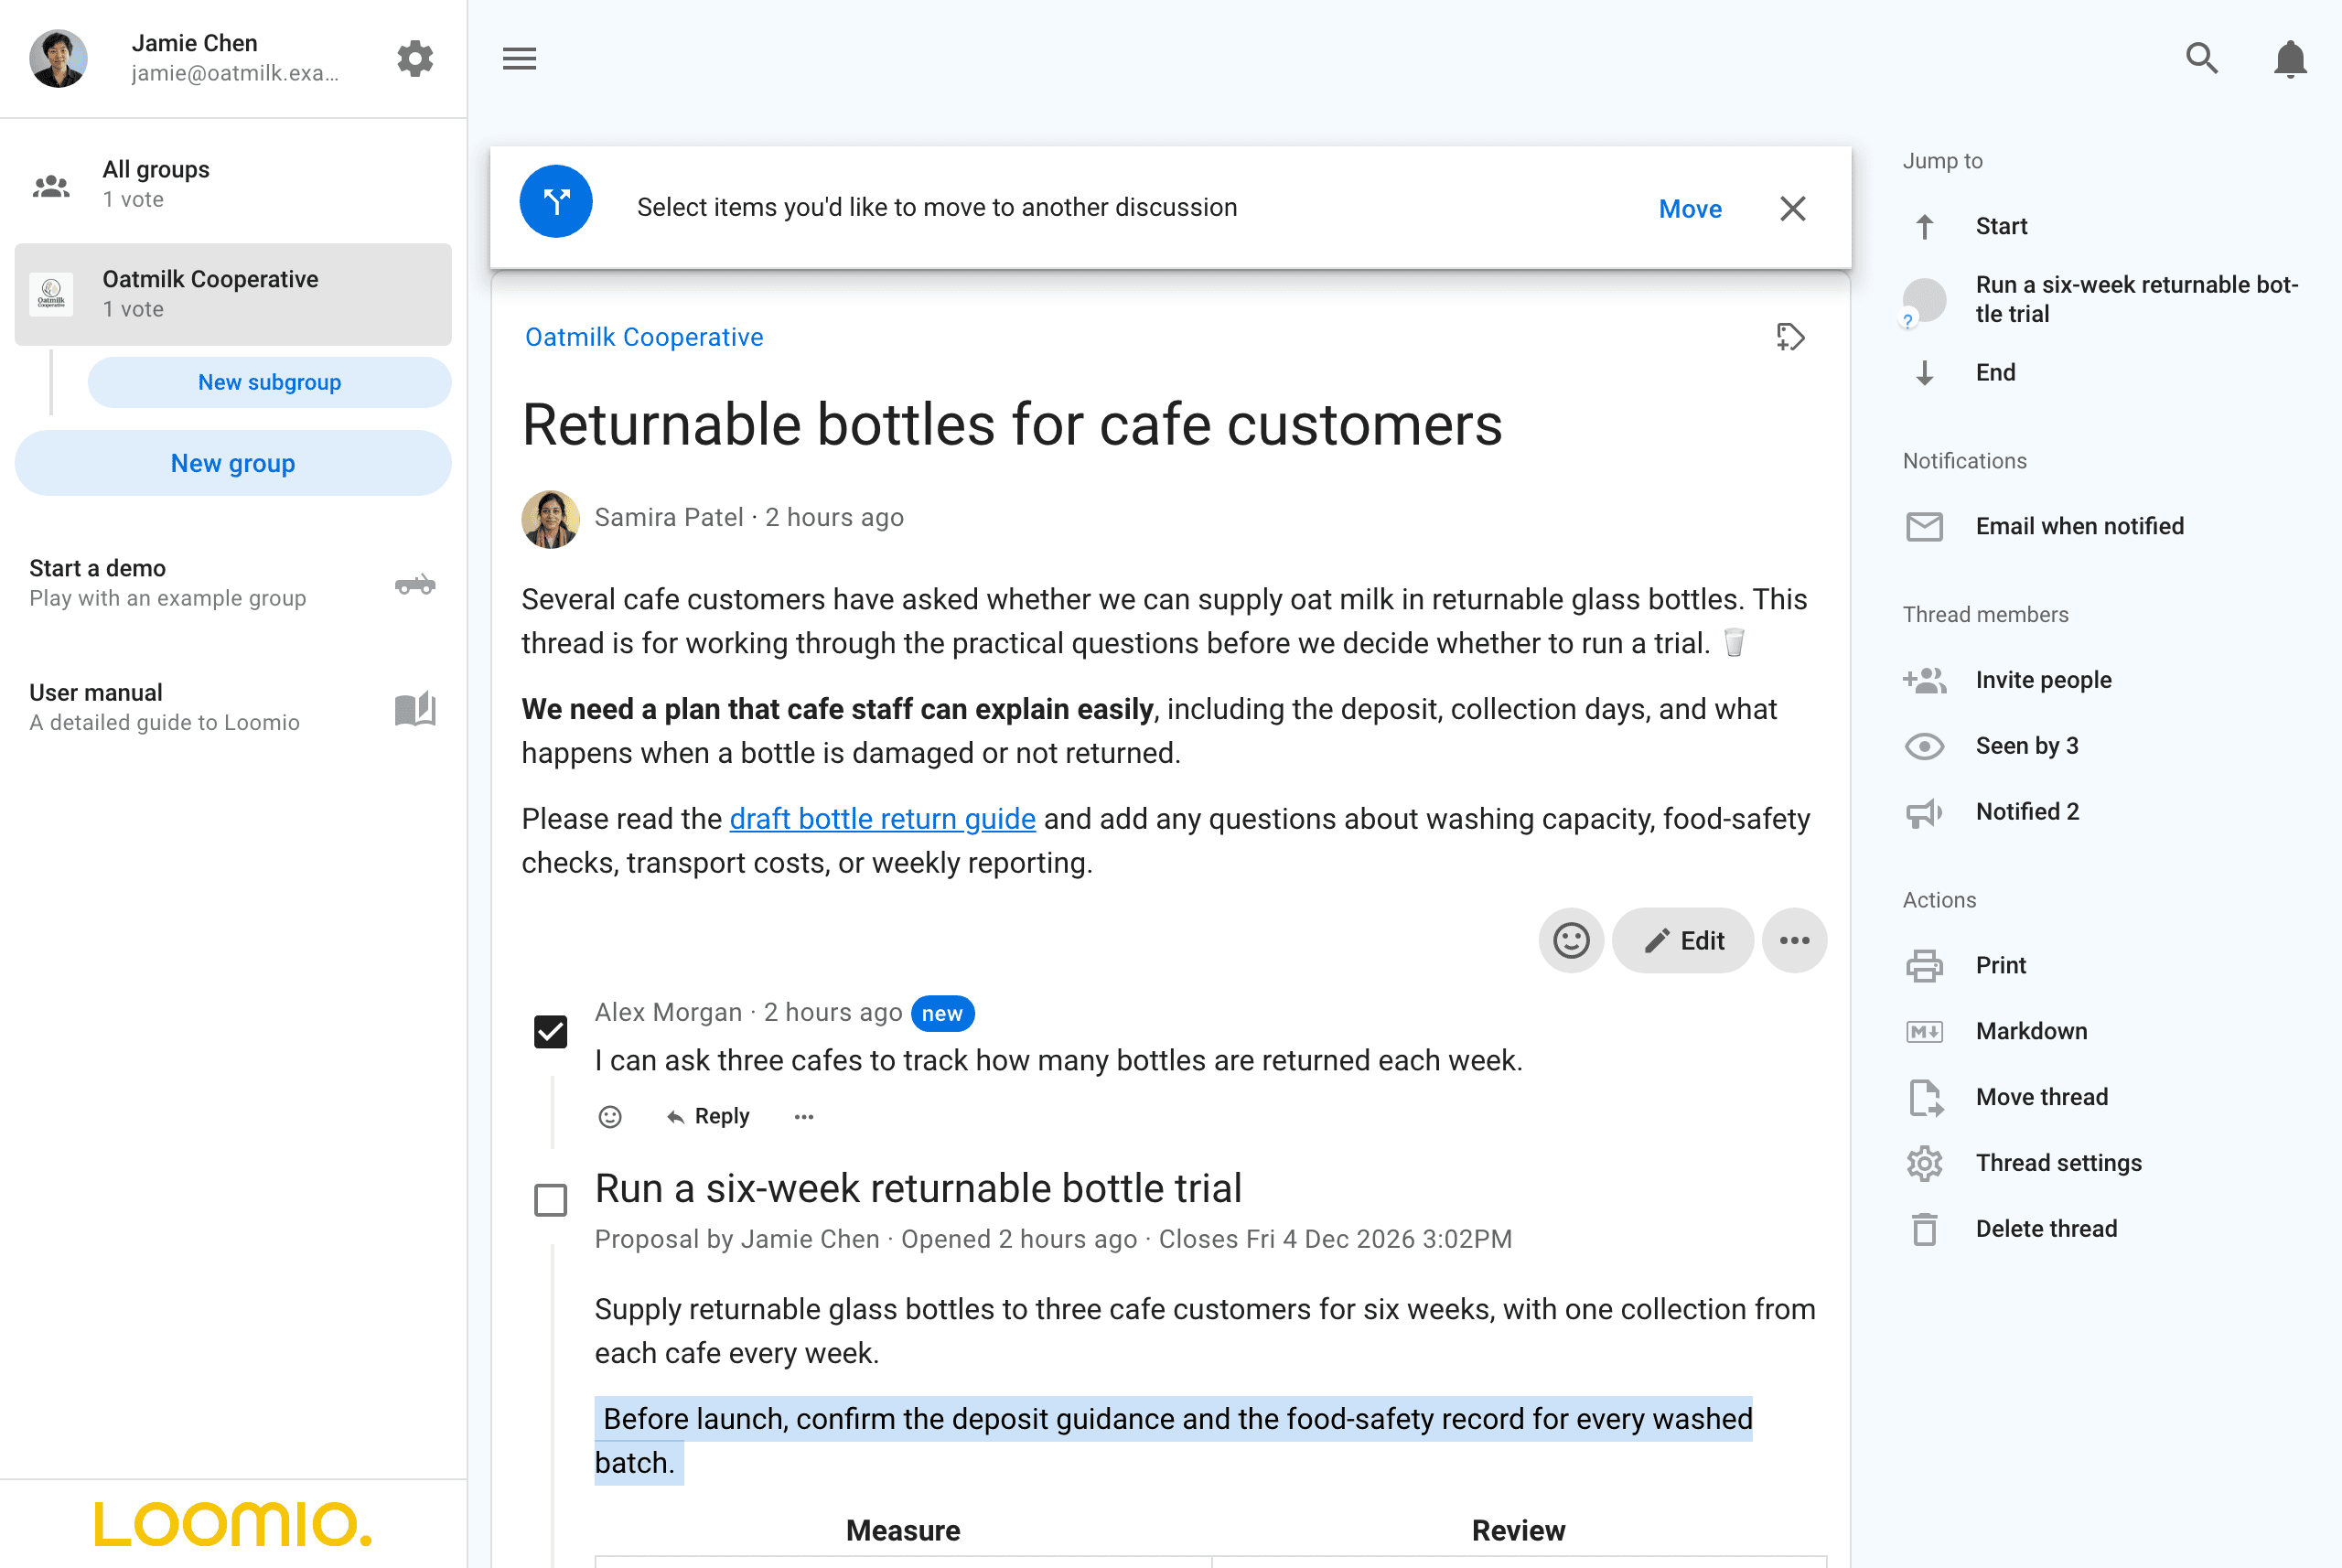 Jamie Chen
jamie@oatmilk.exa...
All groups
1 vote
Oatmilk Cooperative
Oatmilk Cooperative
1 vote
New subgroup
New group
Start a demo
Play with an example group
User manual
A detailed guide to Loomio
LOOMIO.
Select items you'd like to move to another discussion
Move
Oatmilk Cooperative
Returnable bottles for cafe customers
Samira Patel · 2 hours ago
Several cafe customers have asked whether we can supply oat milk in returnable glass bottles. This
thread is for working through the practical questions before we decide whether to run a trial. 🥛
We need a plan that cafe staff can explain easily, including the deposit, collection days, and what
happens when a bottle is damaged or not returned.
Please read the draft bottle return guide and add any questions about washing capacity, food-safety
checks, transport costs, or weekly reporting.
Edit
Alex Morgan · 2 hours ago new
I can ask three cafes to track how many bottles are returned each week.
Reply
Run a six-week returnable bottle trial
Proposal by Jamie Chen · Opened 2 hours ago · Closes Fri 4 Dec 2026 3:02PM
Supply returnable glass bottles to three cafe customers for six weeks, with one collection from
each cafe every week.
Before launch, confirm the deposit guidance and the food-safety record for every washed
batch.
Measure Review
Jump to
Start
?
Run a six-week returnable bot-
tle trial
End
Notifications
Email when notified
Thread members
Invite people
Seen by 3
Notified 2
Actions
Print
M Markdown
Move thread
Thread settings
Delete thread